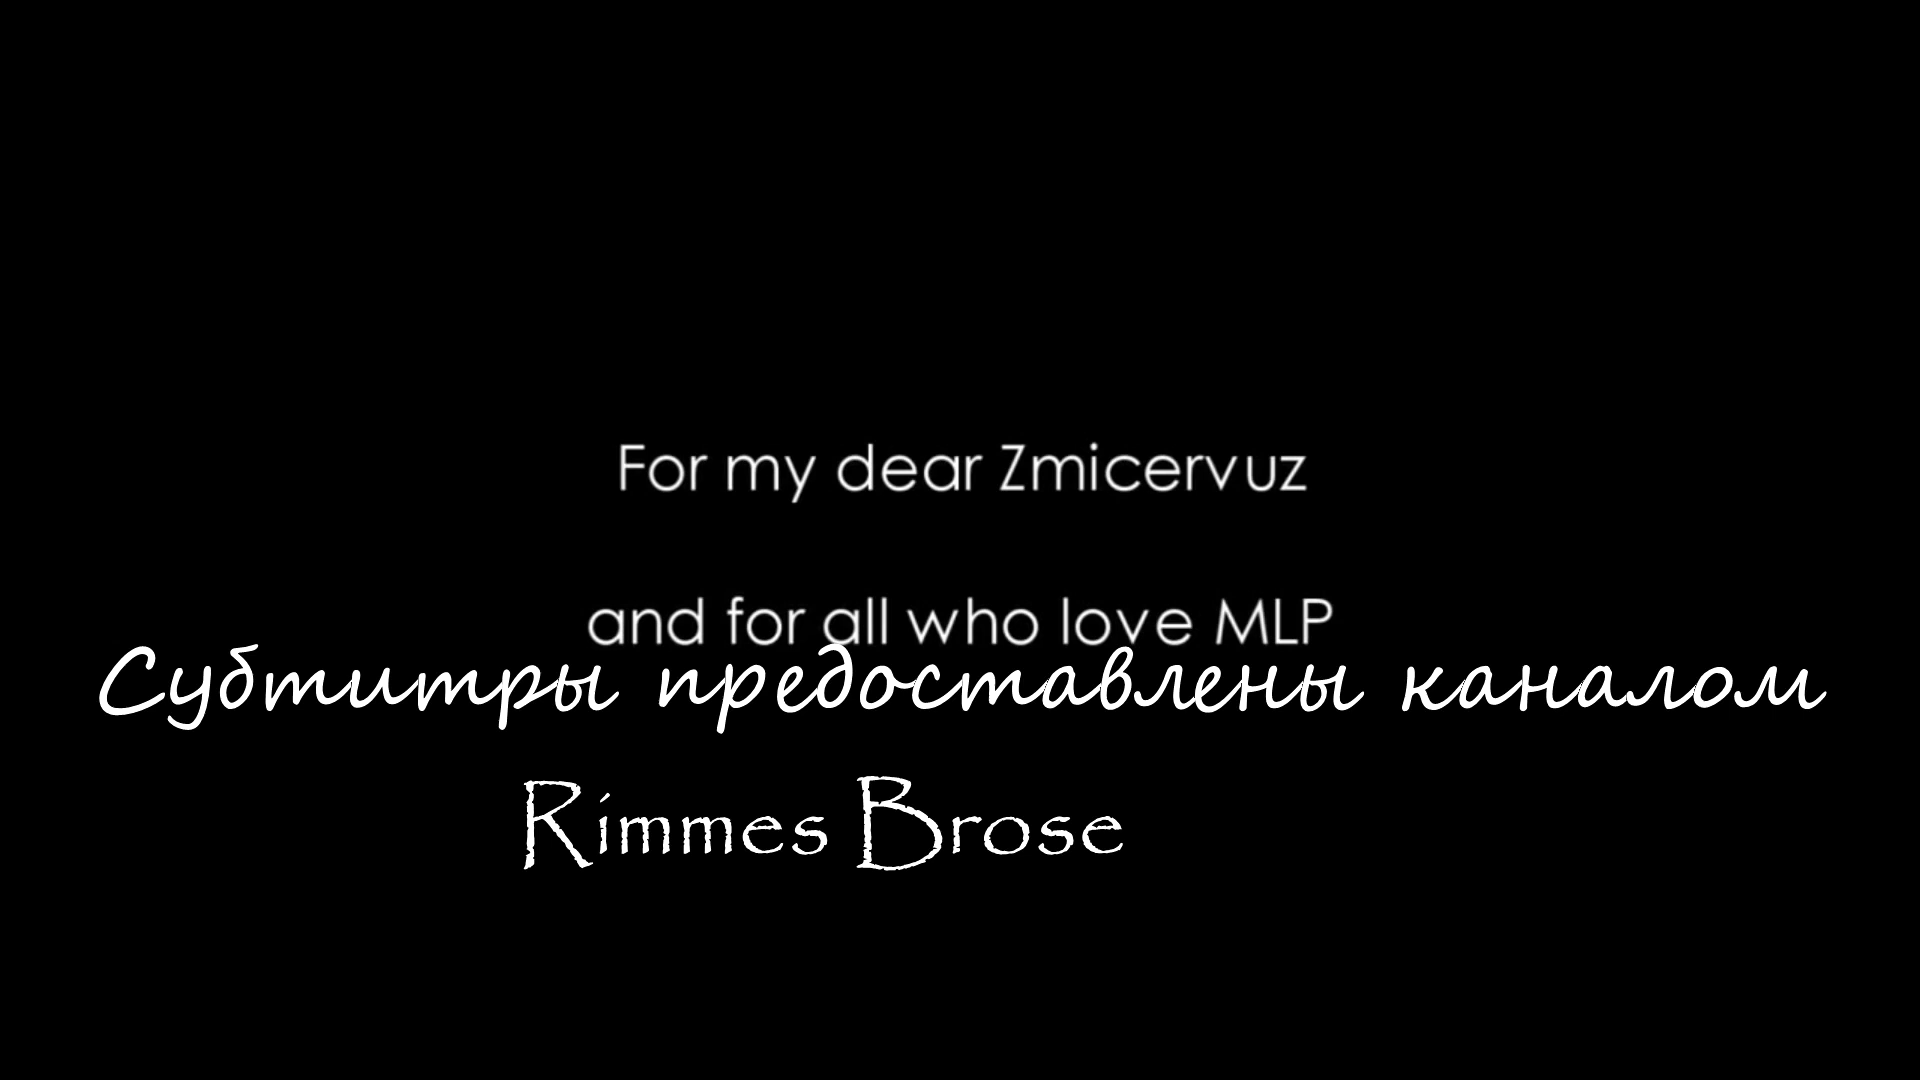 For my dear Zmicervuz
and for all who love MLP
Субтитры предоставлены каналом
Rimmes Brose